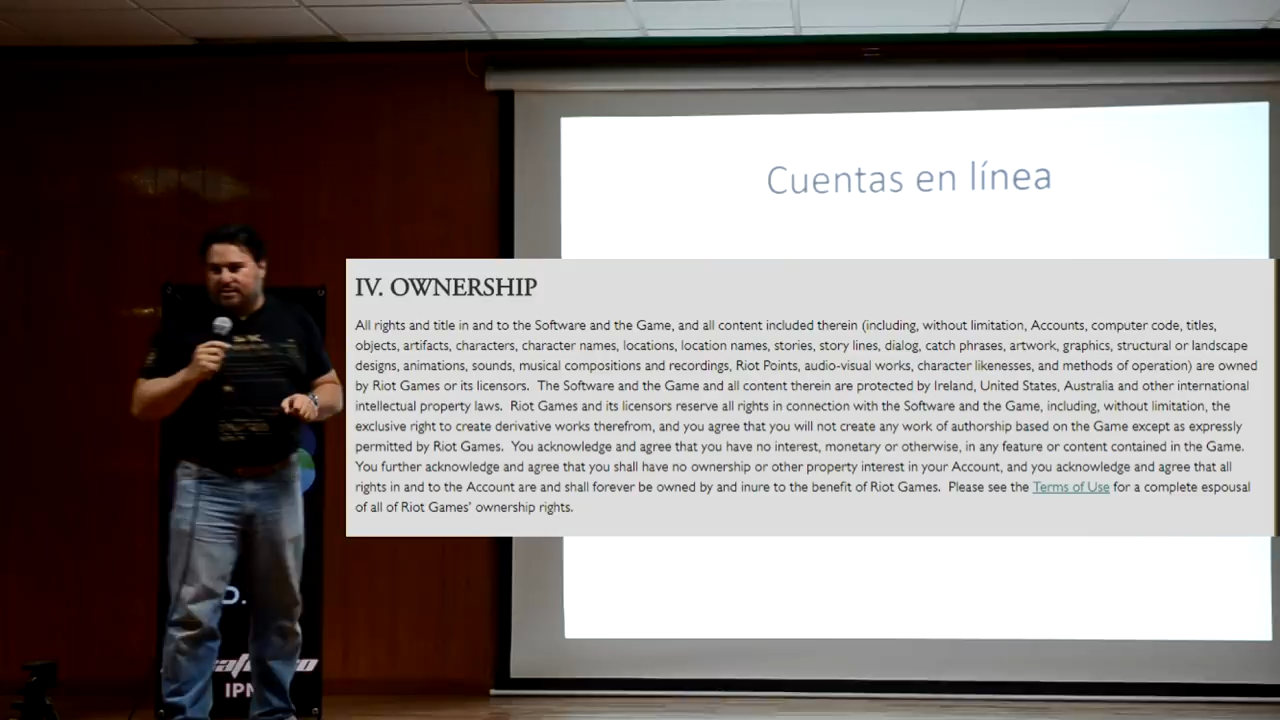 Cuentas en línea
IV. OWNERSHIP
All rights and title in and to the Software and the Game, and all content included therein (including, without limitation, Accounts, computer code, titles,
objects, artifacts, characters, character names, locations, location names, stories, story lines, dialog, catch phrases, artwork, graphics, structural or landscape
designs, animations, sounds, musical compositions and recordings, Riot Points, audio-visual works, character likenesses, and methods of operation) are owned
by Riot Games or its licensors. The Software and the Game and all content therein are protected by Ireland, United States, Australia and other international
intellectual property laws. Riot Games and its licensors reserve all rights in connection with the Software and the Game, including, without limitation, the
exclusive right to create derivative works therefrom, and you agree that you will not create any work of authorship based on the Game except as expressly
permitted by Riot Games. You acknowledge and agree that you have no interest, monetary or otherwise, in any feature or content contained in the Game.
You further acknowledge and agree that you shall have no ownership or other property interest in your Account, and you acknowledge and agree that all
rights in and to the Account are and shall forever be owned by and inure to the benefit of Riot Games. Please see the Terms of Use for a complete espousal
of all of Riot Games' ownership rights.
IPN